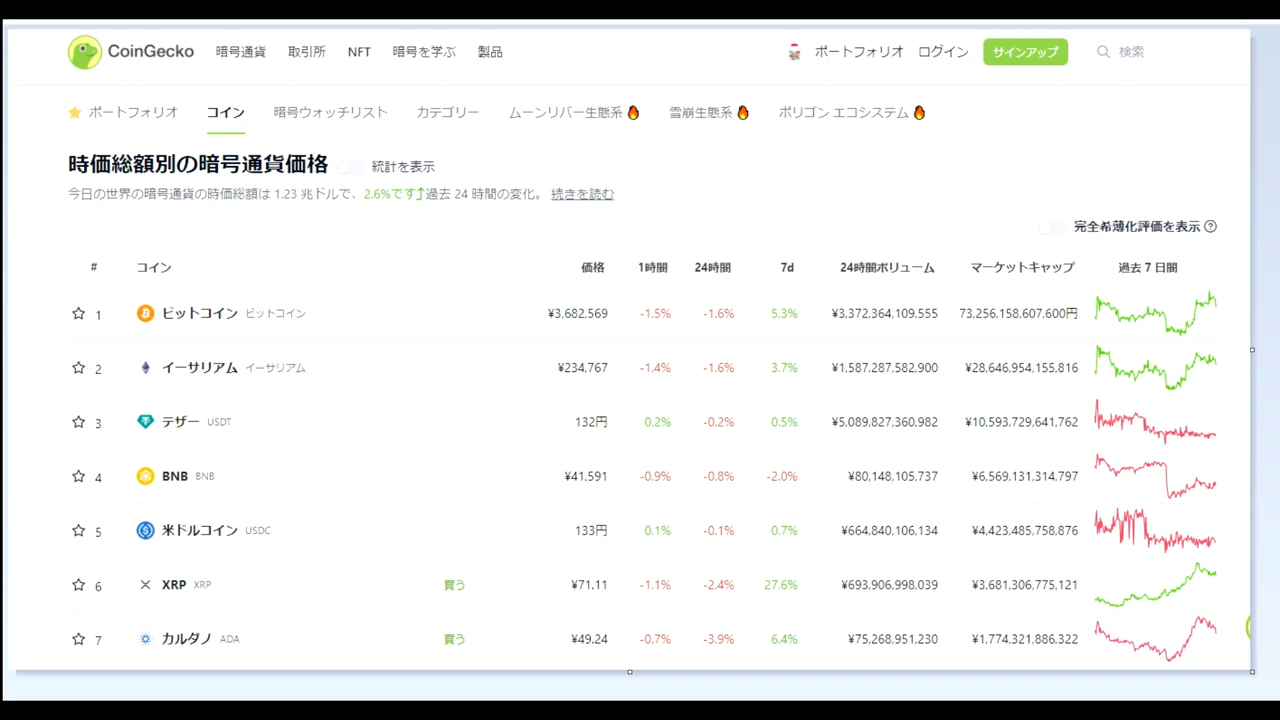 CoinGecko 暗号通貨 取引所 NFT 暗号を学ぶ 製品 ポートフォリオ ログイン サインアップ 検索
ポートフォリオ コイン 暗号ウォッチリスト カテゴリー ムーンリバー生態系 雪崩生態系 ポリゴン エコシステム
時価総額別の暗号通貨価格 統計を表示
今日の世界の暗号通貨の時価総額は 1.23 兆ドルで、2.6%です↑過去 24 時間の変化。 続きを読む
完全希薄化評価を表示 ?
# コイン 価格 1時間 24時間 7d 24時間ボリューム マーケットキャップ 過去 7 日間
1 ビットコイン ビットコイン ¥3,682,569 -1.5% -1.6% 5.3% ¥3,372,364,109,555 73,256,158,607,600円
2 イーサリアム イーサリアム ¥234,767 -1.4% -1.6% 3.7% ¥1,587,287,582,900 ¥28,646,954,155,816
3 テザー USDT 132円 0.2% -0.2% 0.5% ¥5,089,827,360,982 ¥10,593,729,641,762
4 BNB BNB ¥41,591 -0.9% -0.8% -2.0% ¥80,148,105,737 ¥6,569,131,314,797
5 米ドルコイン USDC 133円 0.1% -0.1% 0.7% ¥664,840,106,134 ¥4,423,485,758,876
6 XRP XRP 買う ¥71.11 -1.1% -2.4% 27.6% ¥693,906,998,039 ¥3,681,306,775,121
7 カルダノ ADA 買う ¥49.24 -0.7% -3.9% 6.4% ¥75,268,951,230 ¥1,774,321,886,322